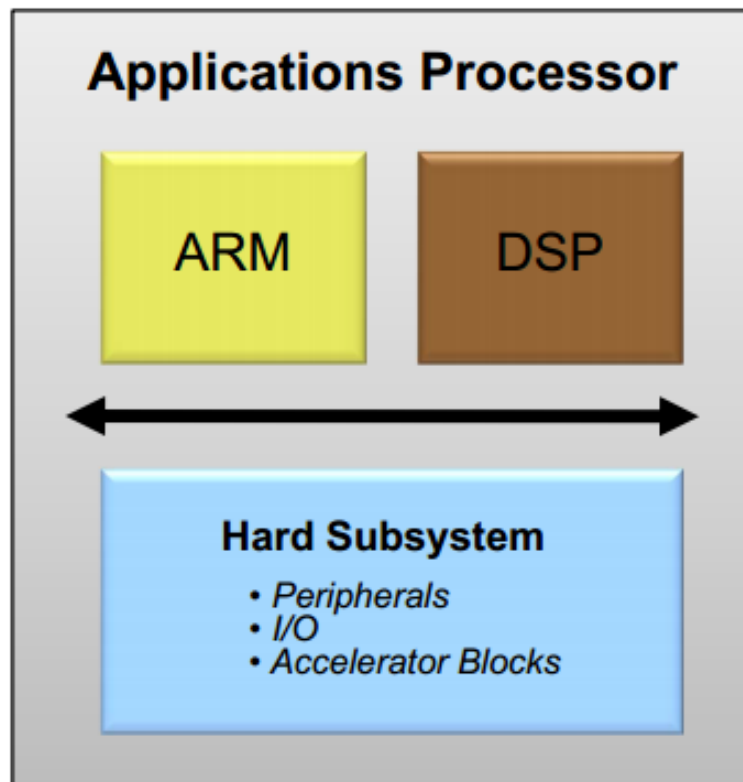 Applications Processor
ARM
DSP
Hard Subsystem
• Peripherals
• I/O
• Accelerator Blocks